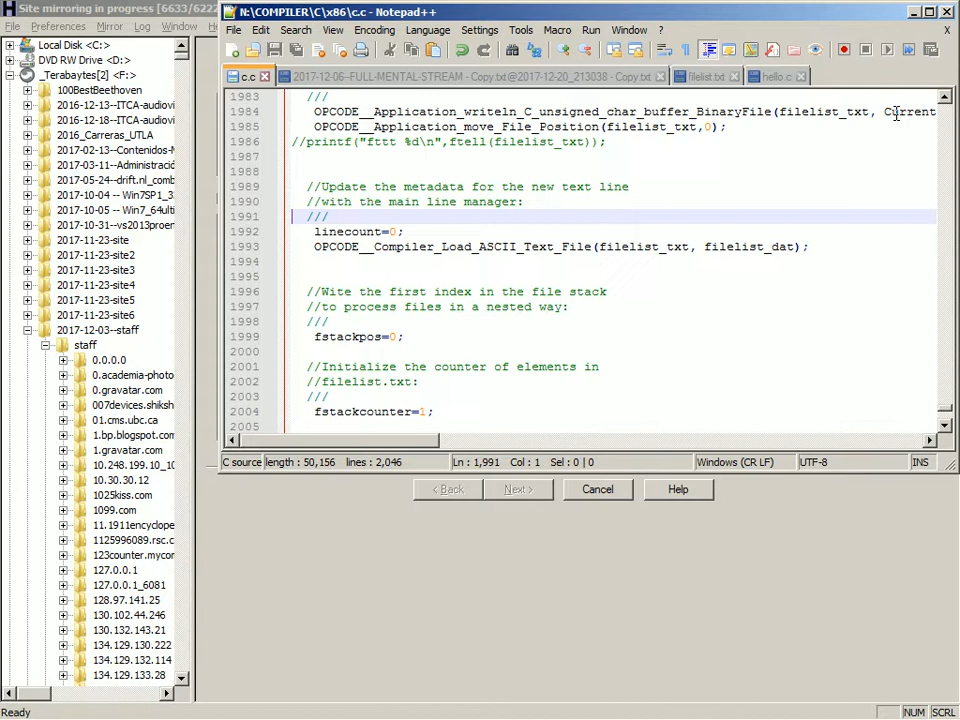 Site mirroring in progress [6633/6222
File Preferences Mirror Log Window H
Local Disk <C:>
DVD RW Drive <D:>
_Terabytes[2] <F:>
100BestBeethoven
2016-12-13--ITCA-audiovi
2016-12-18--ITCA-audiovi
2016_Carreras_UTLA
2017-02-13--Contenidos-M
2017-03-11--Administraci
2017-05-24--drift.nl_comb
2017-10-04 -- Win7SP1_3
2017-10-05 -- Win7_64ulti
2017-10-31--vs2013proen
2017-11-23-site
2017-11-23-site2
2017-11-23-site3
2017-11-23-site4
2017-11-23-site5
2017-11-23-site6
2017-12-03--staff
staff
0.0.0.0
0.academia-photo
0.gravatar.com
007devices.shiksh
01.cms.ubc.ca
1.bp.blogspot.com
1.gravatar.com
10.248.199.10_10
10.30.30.12
1025kiss.com
1099.com
11.1911encyclope
1125996089.rsc.c
123counter.mycom
127.0.0.1
127.0.0.1_6081
128.97.141.25
130.102.44.246
130.132.143.21
134.129.130.222
134.129.132.114
134.129.133.28
Ready
N:\COMPILER\C\x86\c.c - Notepad++
File Edit Search View Encoding Language Settings Tools Macro Run Window ? X
c.c 2017-12-06--FULL-MENTAL-STREAM - Copy.txt@2017-12-20_213038 - Copy.txt filelist.txt hello.c
1983 ///
1984 OPCODE__Application_writeln_C_unsigned_char_buffer_BinaryFile(filelist_txt, Current
1985 OPCODE__Application_move_File_Position(filelist_txt,0);
1986 //printf("fttt %d\n",ftell(filelist_txt));
1987
1988
1989 //Update the metadata for the new text line
1990 //with the main line manager:
1991 ///
1992 linecount=0;
1993 OPCODE__Compiler_Load_ASCII_Text_File(filelist_txt, filelist_dat);
1994
1995
1996 //Wite the first index in the file stack
1997 //to process files in a nested way:
1998 ///
1999 fstackpos=0;
2000
2001 //Initialize the counter of elements in
2002 //filelist.txt:
2003 ///
2004 fstackcounter=1;
2005
C source length : 50,156 lines : 2,046 Ln : 1,991 Col : 1 Sel : 0 | 0 Windows (CR LF) UTF-8 INS
< Back Next > Cancel Help
NUM SCRL